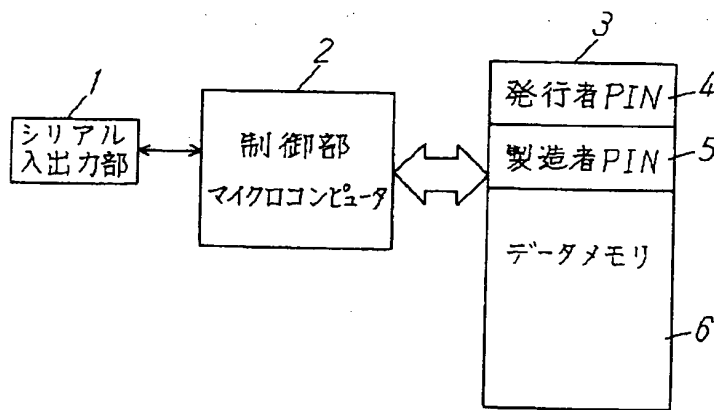 1
シリアル
入出力部
2
制御部
マイクロコンピュータ
3
発行者PIN
4
製造者PIN
5
データメモリ
6